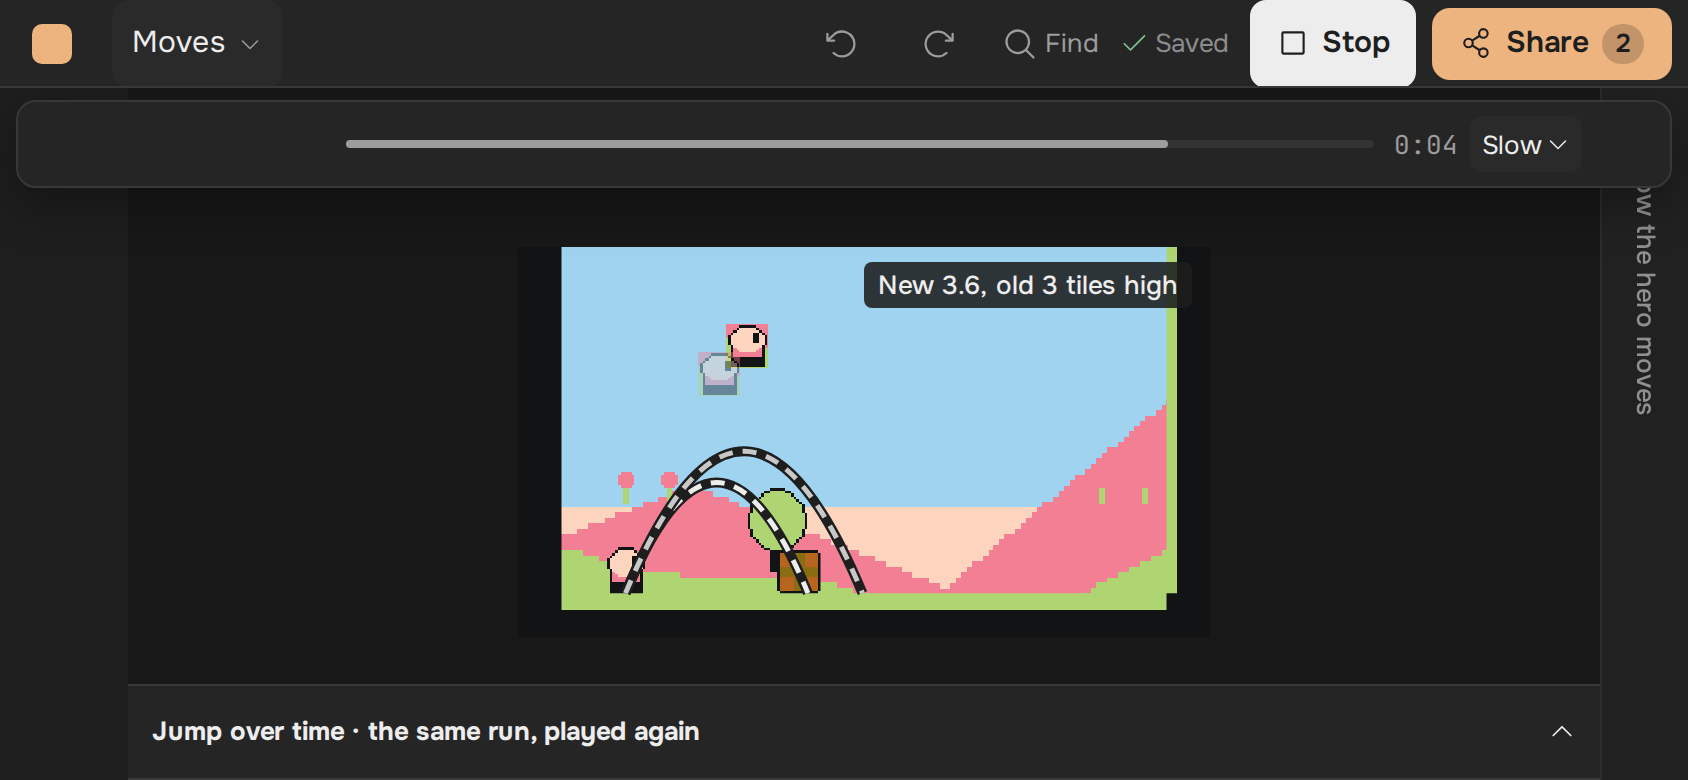 Moves
Find
Saved
Stop
Share 2
0:04
Slow
New 3.6, old 3 tiles high
the hero moves
Jump over time · the same run, played again